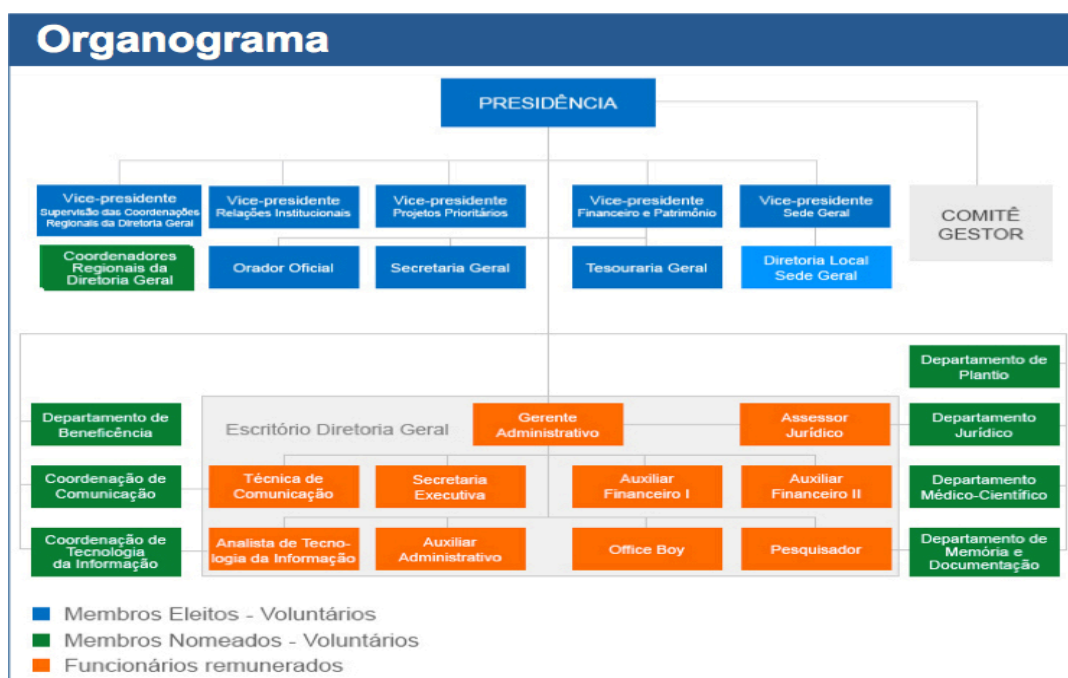 Organograma
PRESIDÊNCIA
Vice-presidente
Supervisão das Coordenações
Regionais da Diretoria Geral
Vice-presidente
Relações Institucionais
Vice-presidente
Projetos Prioritários
Vice-presidente
Financeiro e Patrimônio
Vice-presidente
Sede Geral
COMITÊ
GESTOR
Coordenadores
Regionais da
Diretoria Geral
Orador Oficial
Secretaria Geral
Tesouraria Geral
Diretoria Local
Sede Geral
Departamento de
Plantio
Departamento de
Beneficência
Escritório Diretoria Geral
Gerente
Administrativo
Assessor
Jurídico
Departamento
Jurídico
Coordenação de
Comunicação
Técnica de
Comunicação
Secretaria
Executiva
Auxiliar
Financeiro I
Auxiliar
Financeiro II
Departamento
Médico-Científico
Coordenação de
Tecnologia
da Informação
Analista de Tecno-
logia da Informação
Auxiliar
Administrativo
Office Boy
Pesquisador
Departamento de
Memória e
Documentação
Membros Eleitos - Voluntários
Membros Nomeados - Voluntários
Funcionários remunerados